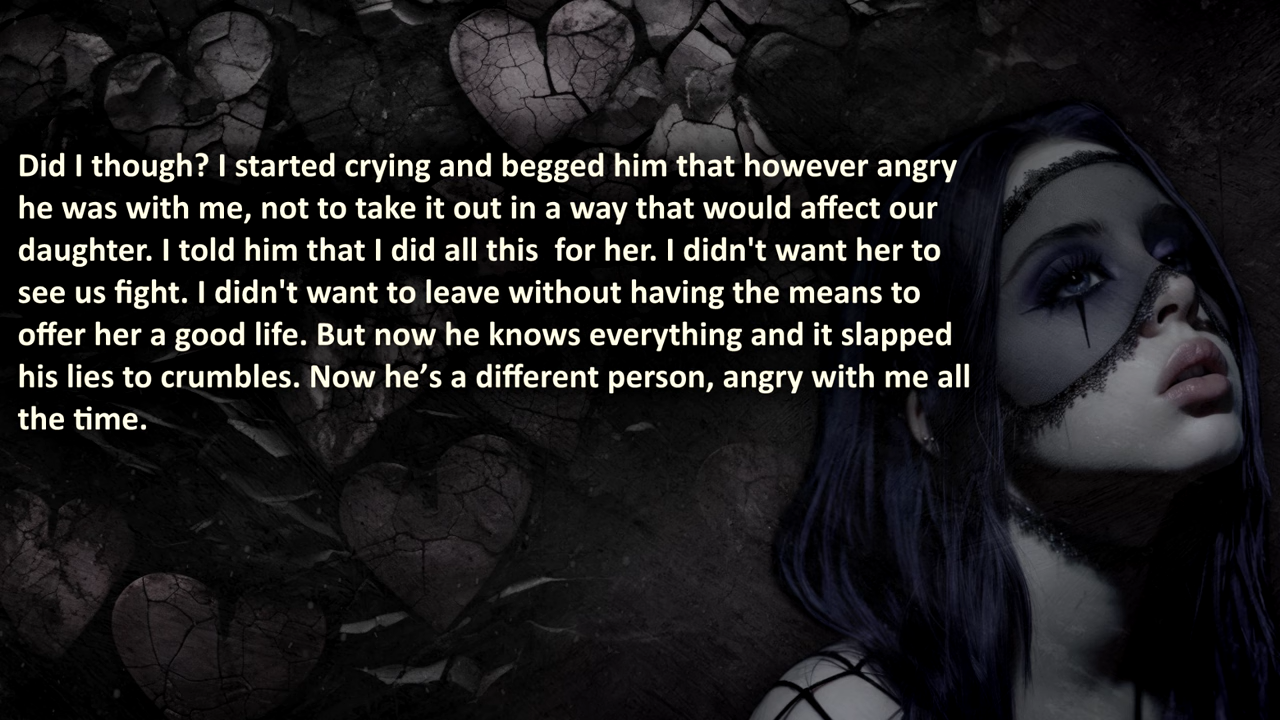 Did I though? I started crying and begged him that however angry
he was with me, not to take it out in a way that would affect our
daughter. I told him that I did all this  for her. I didn't want her to
see us fight. I didn't want to leave without having the means to
offer her a good life. But now he knows everything and it slapped
his lies to crumbles. Now he’s a different person, angry with me all
the time.